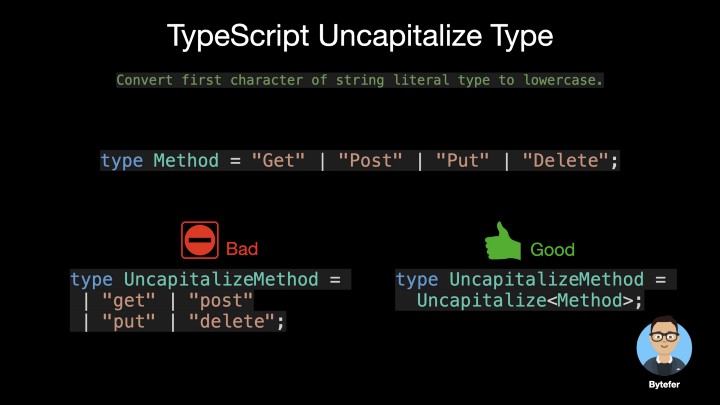 TypeScript Uncapitalize Type
Convert first character of string literal type to lowercase.
type Method = "Get" | "Post" | "Put" | "Delete";
Bad
type UncapitalizeMethod =
| "get" | "post"
| "put" | "delete";
Good
type UncapitalizeMethod =
Uncapitalize<Method>;
Bytefer